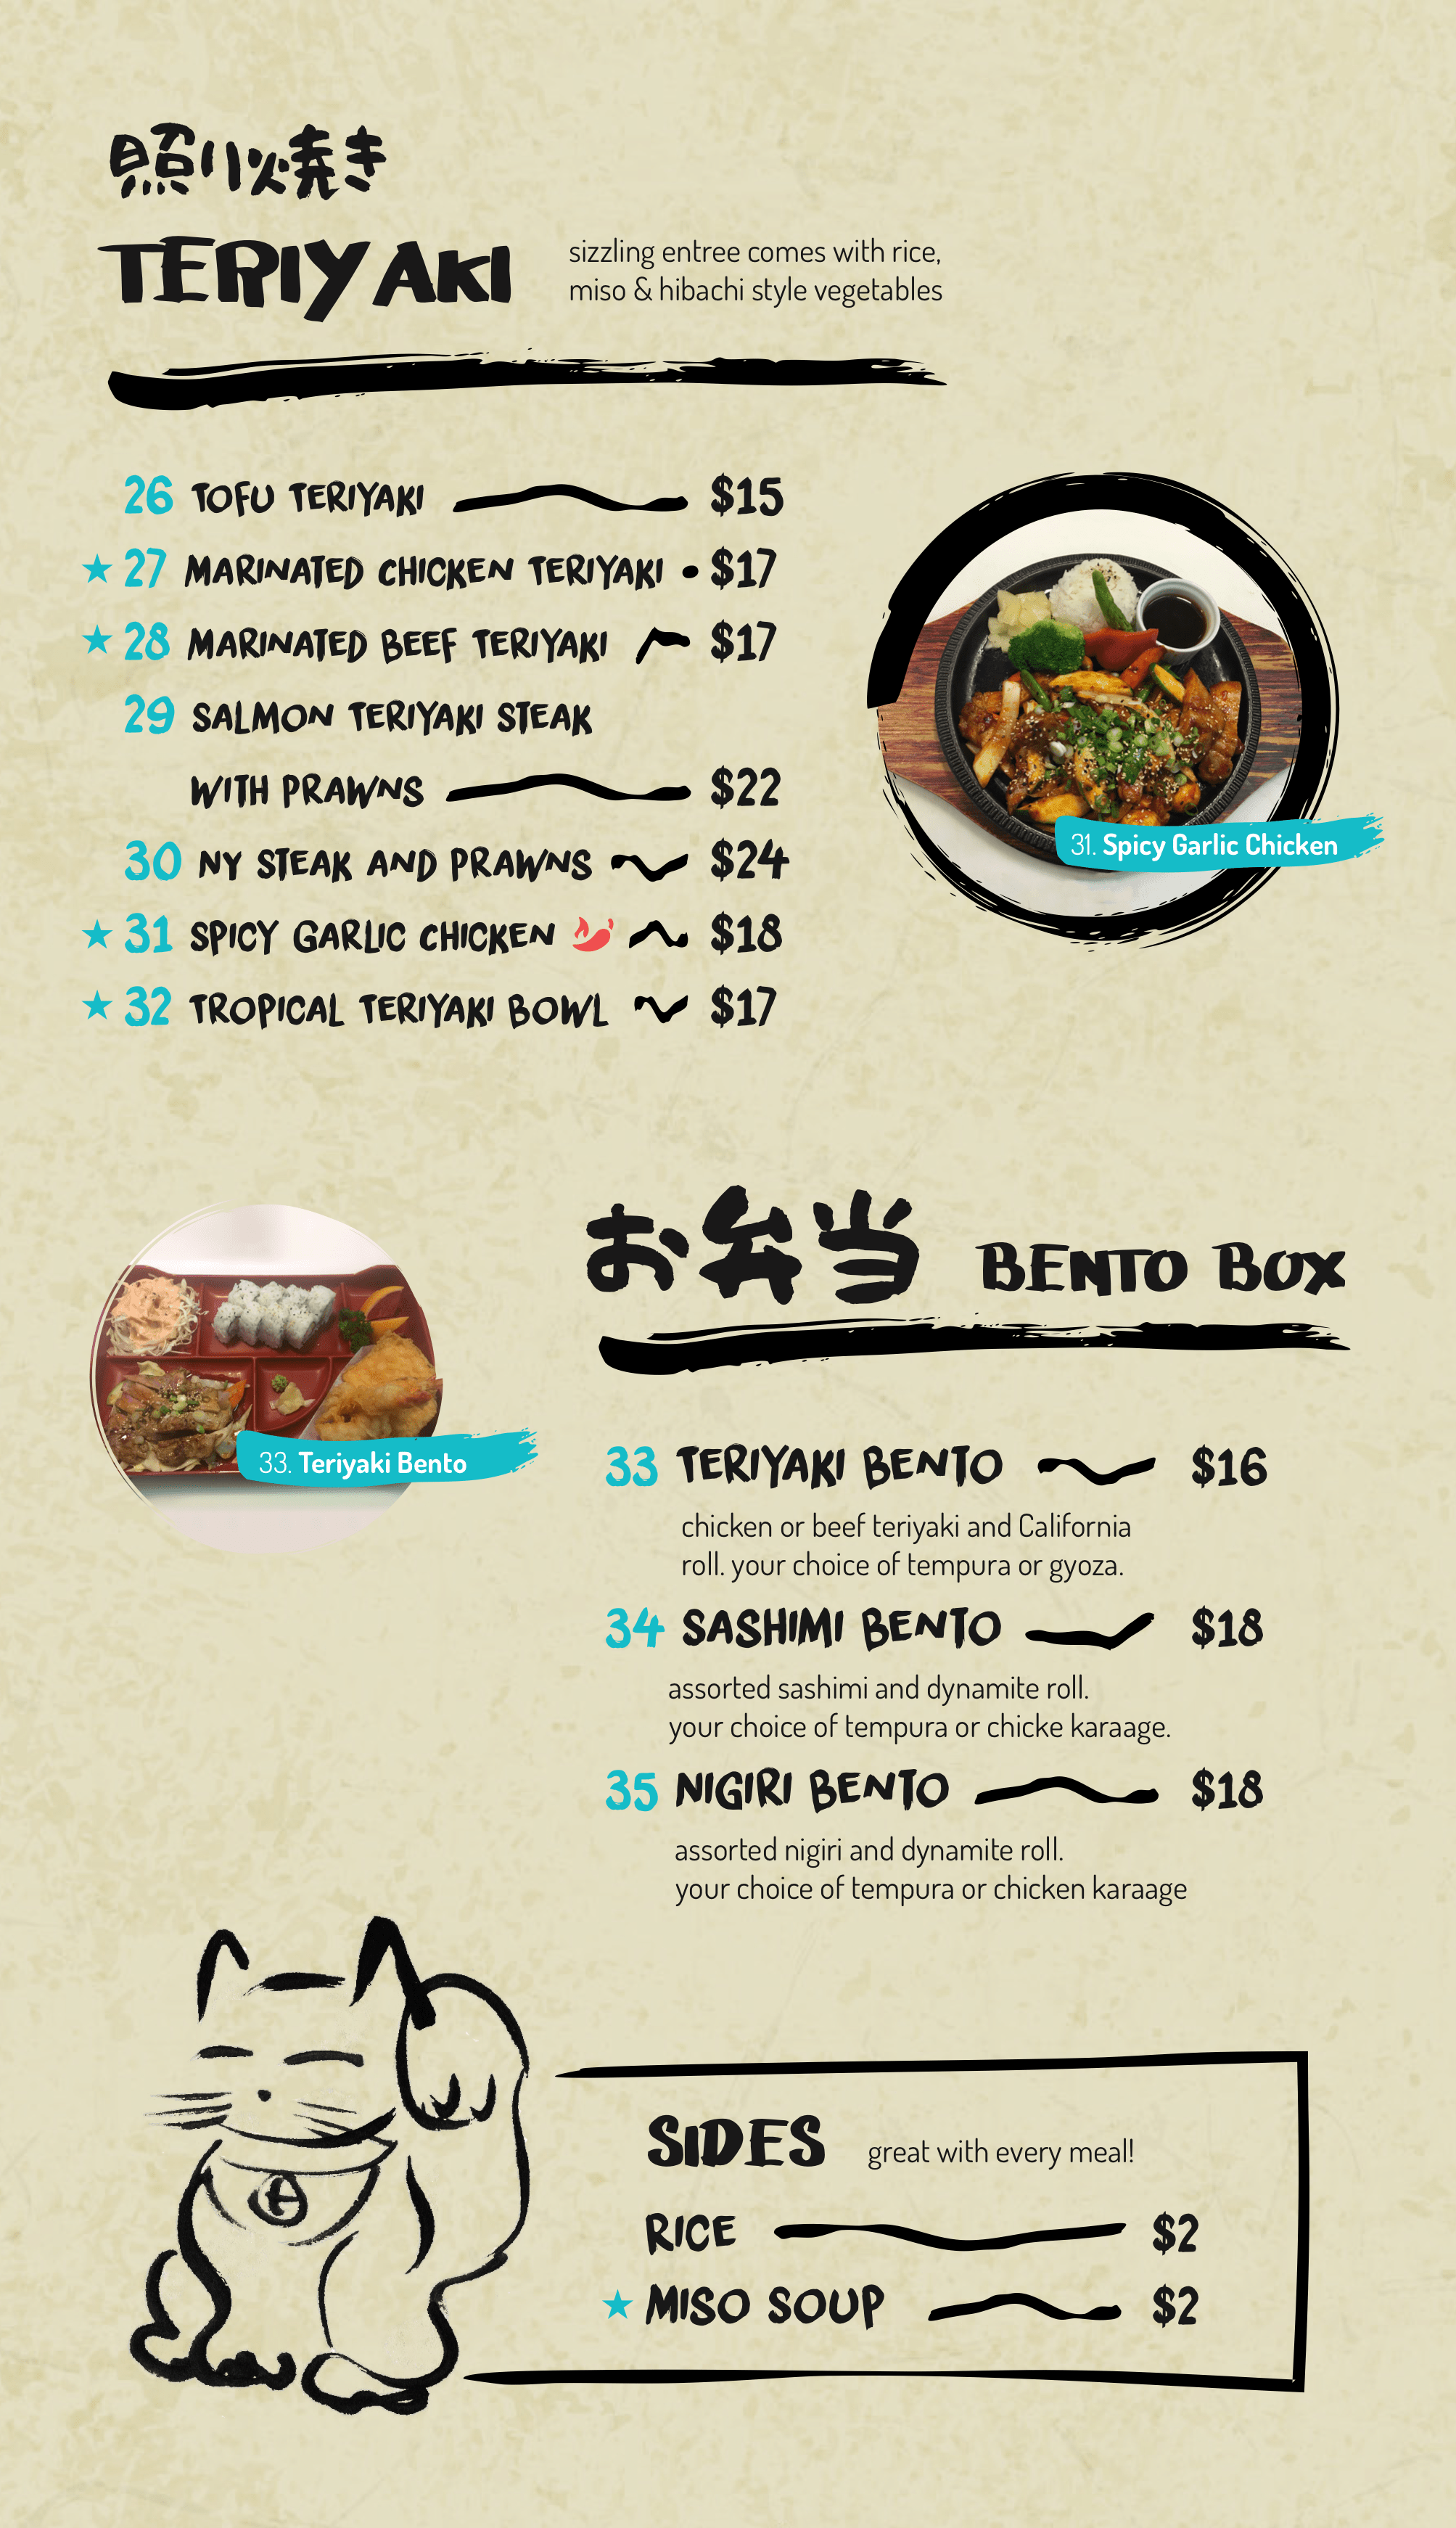 照り焼き
TERIYAKI
sizzling entree comes with rice,
miso & hibachi style vegetables
26 TOFU TERIYAKI $15
★ 27 MARINATED CHICKEN TERIYAKI $17
★ 28 MARINATED BEEF TERIYAKI $17
29 SALMON TERIYAKI STEAK
WITH PRAWNS $22
30 NY STEAK AND PRAWNS $24
★ 31 SPICY GARLIC CHICKEN $18
★ 32 TROPICAL TERIYAKI BOWL $17
31. Spicy Garlic Chicken
お弁当 BENTO BOX
33. Teriyaki Bento
33 TERIYAKI BENTO $16
chicken or beef teriyaki and California
roll. your choice of tempura or gyoza.
34 SASHIMI BENTO $18
assorted sashimi and dynamite roll.
your choice of tempura or chicke karaage.
35 NIGIRI BENTO $18
assorted nigiri and dynamite roll.
your choice of tempura or chicken karaage
SIDES great with every meal!
RICE $2
★ MISO SOUP $2